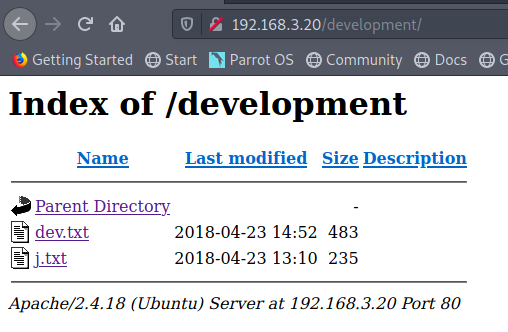 192.168.3.20/development/
Getting Started Start Parrot OS Community Docs G
Index of /development
Name Last modified Size Description
Parent Directory -
dev.txt 2018-04-23 14:52 483
j.txt 2018-04-23 13:10 235
Apache/2.4.18 (Ubuntu) Server at 192.168.3.20 Port 80